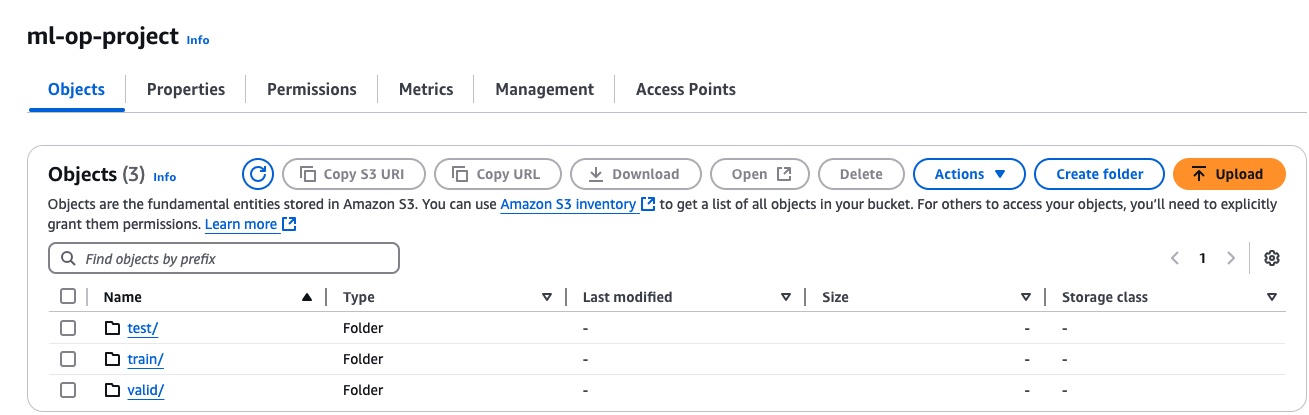 ml-op-project Info
Objects Properties Permissions Metrics Management Access Points
Objects (3) Info Copy S3 URI Copy URL Download Open Delete Actions Create folder Upload
Objects are the fundamental entities stored in Amazon S3. You can use Amazon S3 inventory to get a list of all objects in your bucket. For others to access your objects, you’ll need to explicitly
grant them permissions. Learn more
Find objects by prefix 1
Name Type Last modified Size Storage class
test/ Folder - - -
train/ Folder - - -
valid/ Folder - - -